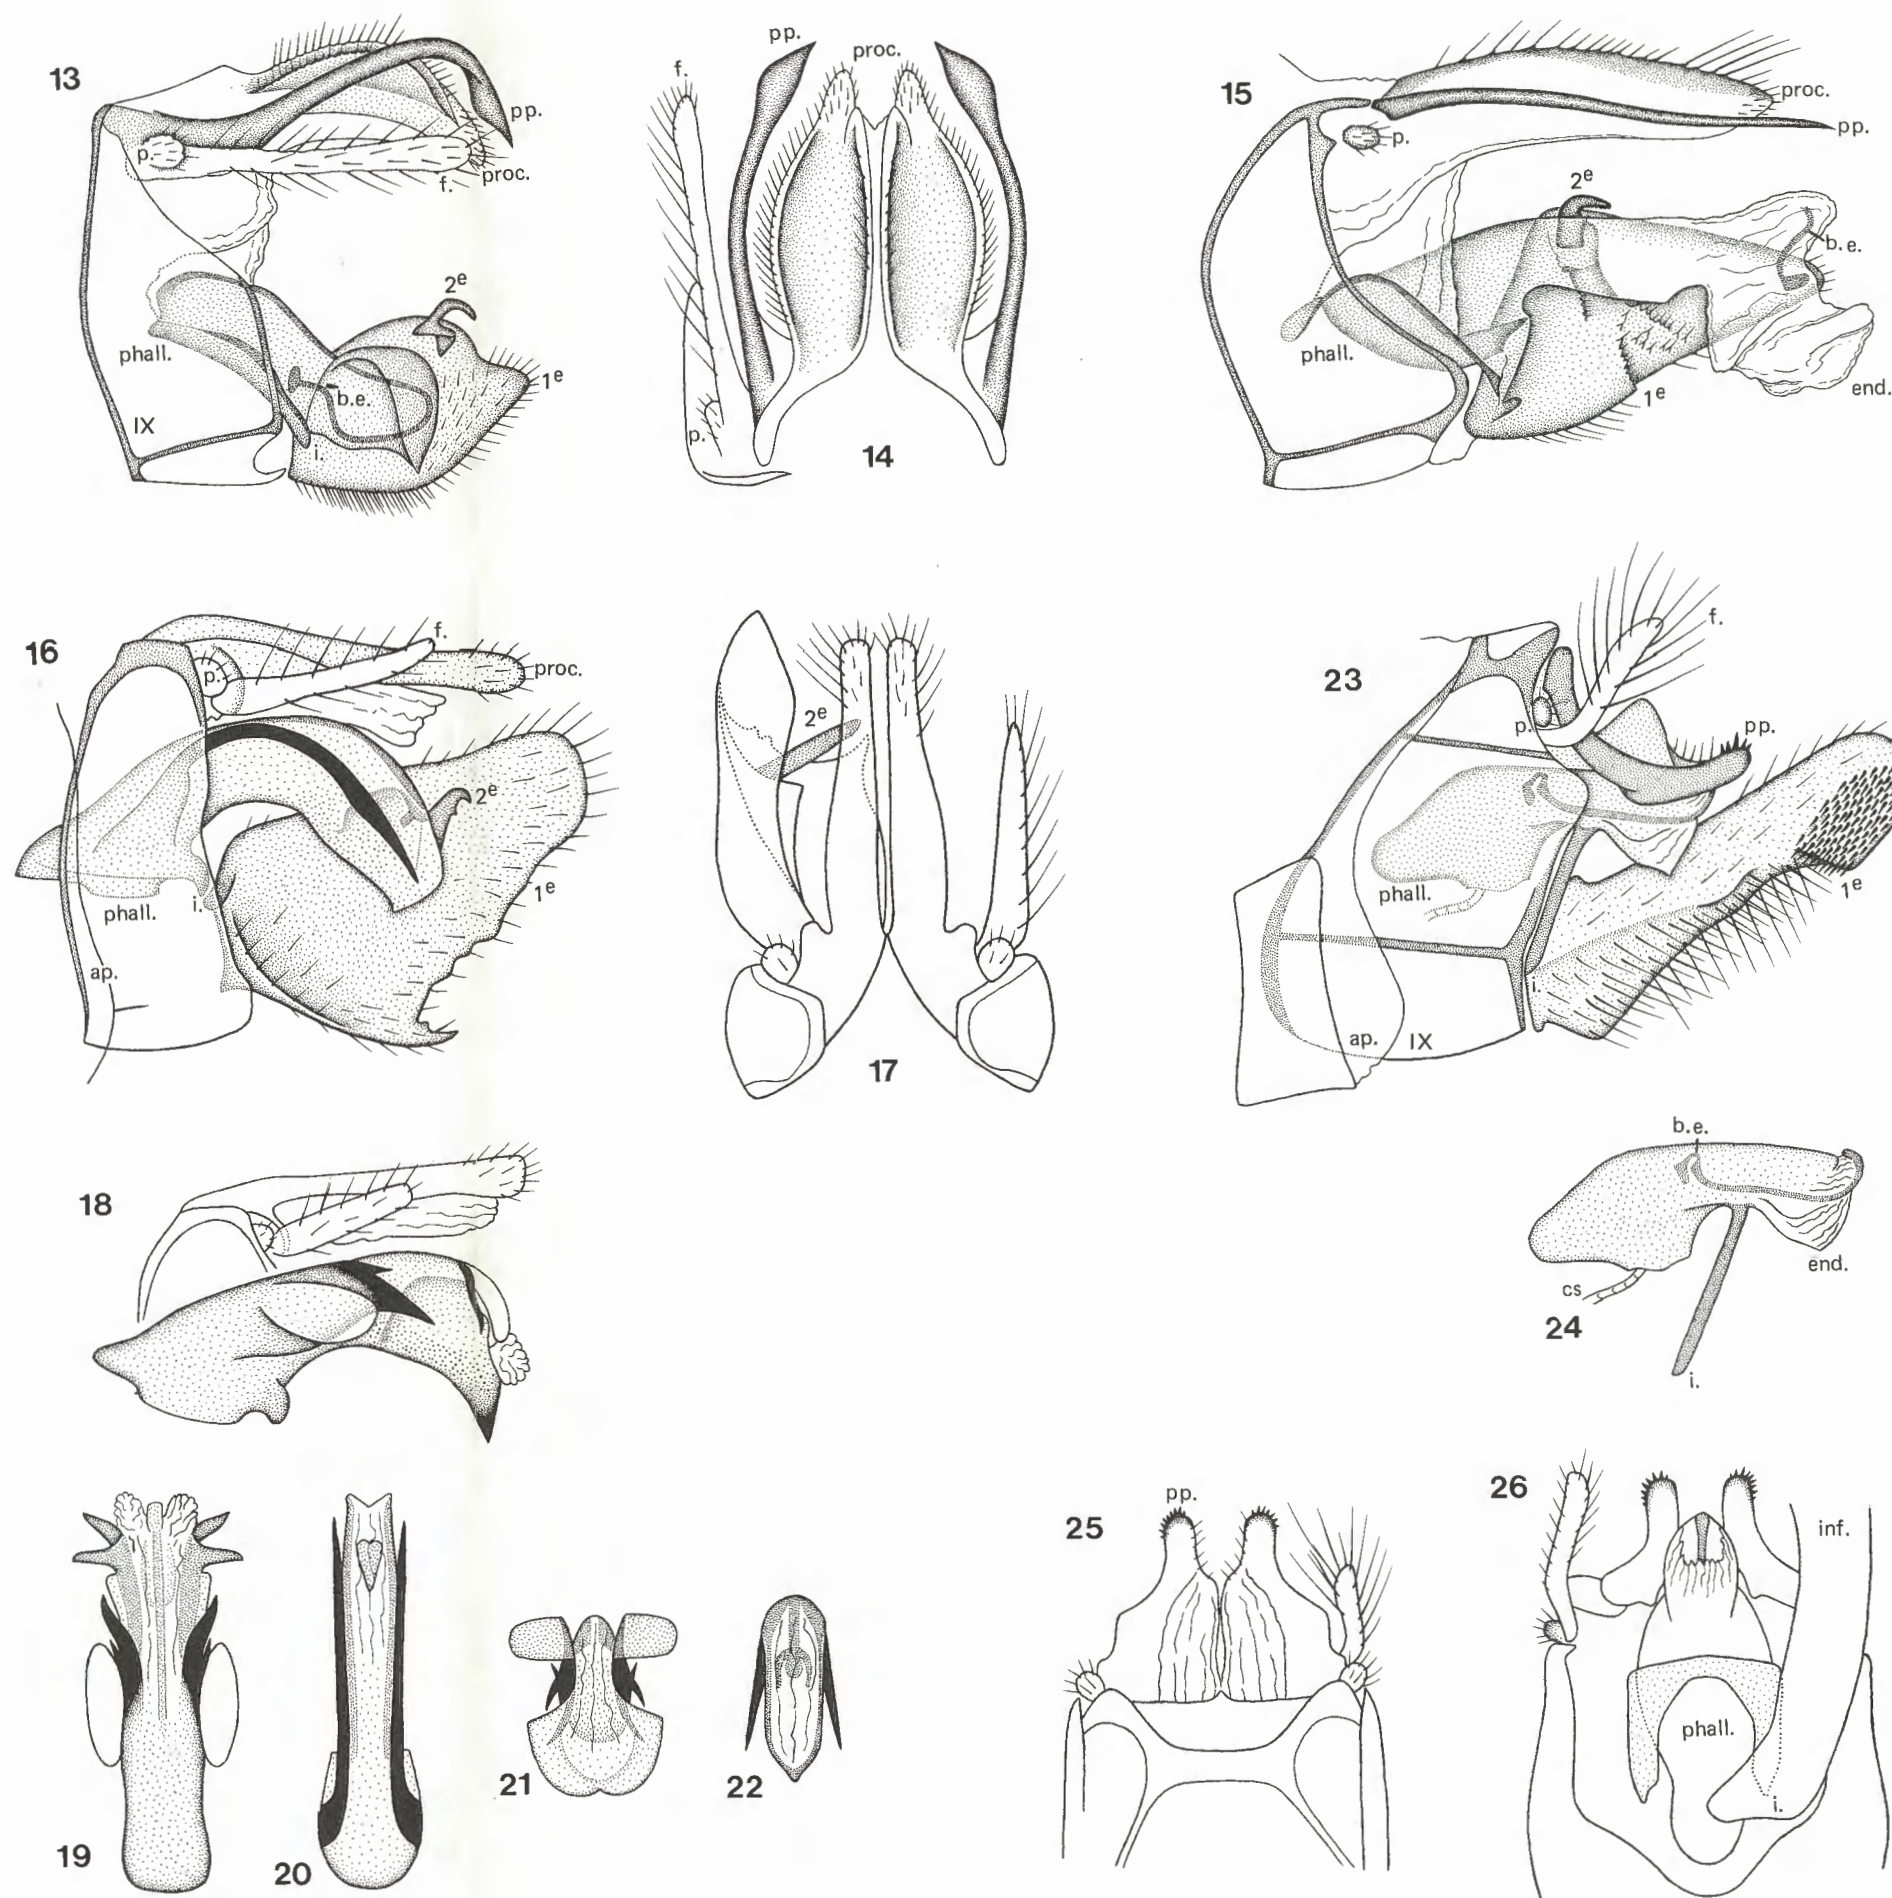 13
pp.
p.
f.
proc.
2e
phall.
1e
b.e.
IX
i.
pp.
proc.
f.
p.
14
15
proc.
pp.
p.
2e
b.e.
phall.
1e
end.
16
f.
p.
proc.
2e
1e
phall.
i.
ap.
2e
17
23
f.
p.
pp.
phall.
1e
i.
ap.
IX
18
b.e.
cs
end.
24
i.
19
20
21
22
25
pp.
26
inf.
phall.
i.